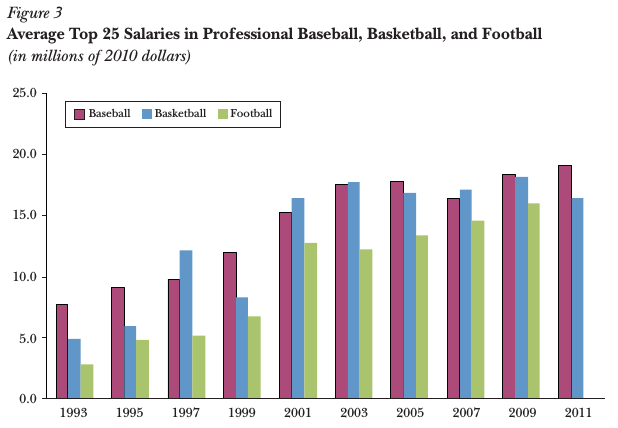 Figure 3
Average Top 25 Salaries in Professional Baseball, Basketball, and Football
(in millions of 2010 dollars)
25.0
Baseball Basketball Football
20.0
15.0
10.0
5.0
0.0
1993 1995 1997 1999 2001 2003 2005 2007 2009 2011